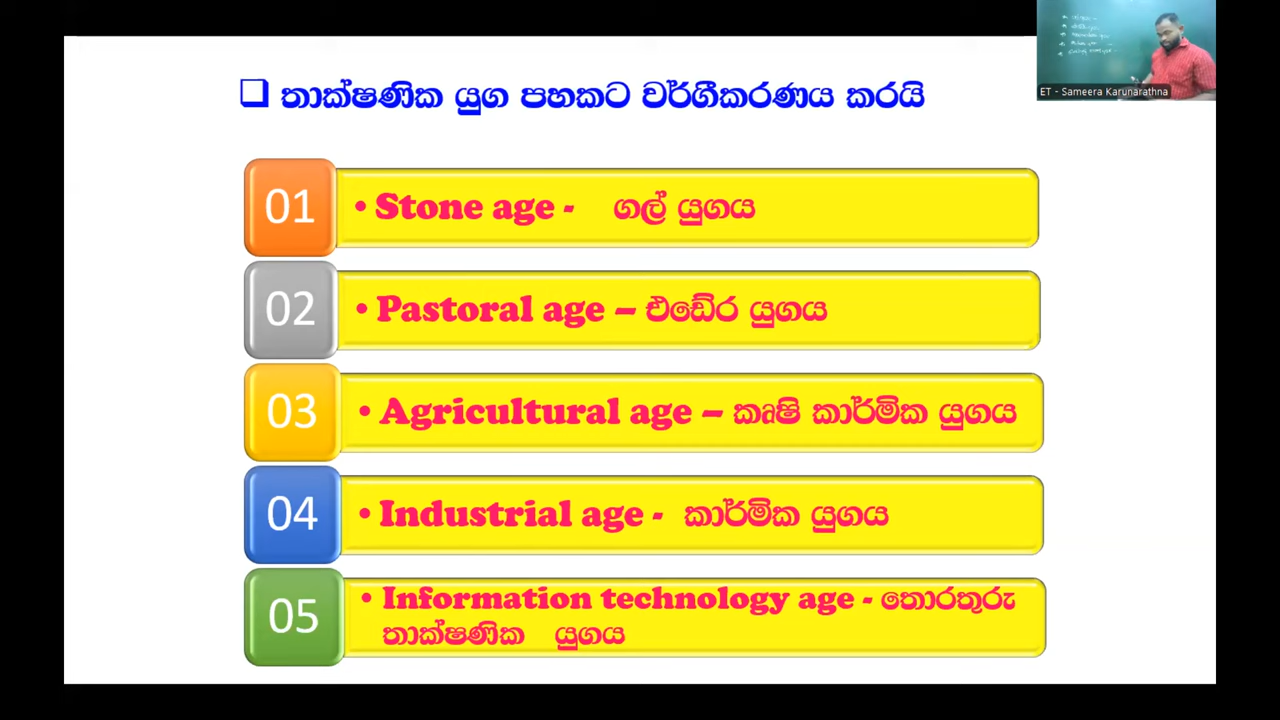 තාක්ෂණික යුග පහකට වර්ගීකරණය කරයි
ET - Sameera Karunarathna
01
• Stone age - ගල් යුගය
02
• Pastoral age – එඬේර යුගය
03
• Agricultural age – කෘෂි කාර්මික යුගය
04
• Industrial age - කාර්මික යුගය
05
• Information technology age - තොරතුරු
තාක්ෂණික යුගය